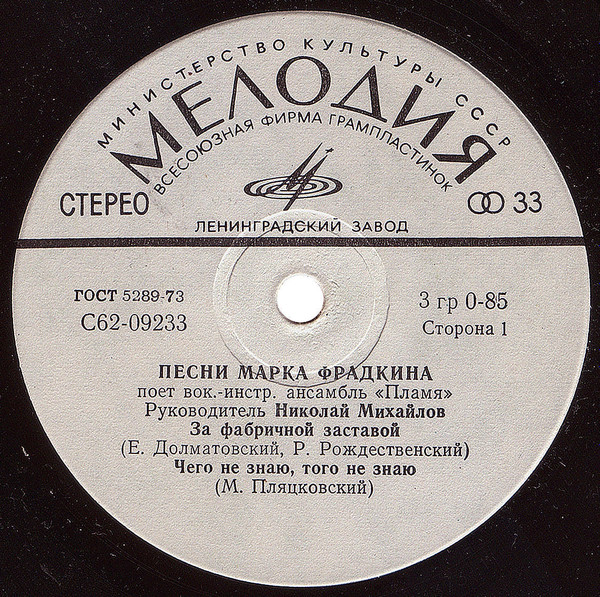 МИНИСТЕРСТВО КУЛЬТУРЫ СССР
МЕЛОДИЯ
ВСЕСОЮЗНАЯ ФИРМА ГРАМПЛАСТИНОК
СТЕРЕО
33
ЛЕНИНГРАДСКИЙ ЗАВОД
ГОСТ 5289-73
3 гр 0-85
С62-09233
Сторона 1
ПЕСНИ МАРКА ФРАДКИНА
поет вок.-инстр. ансамбль «Пламя»
Руководитель Николай Михайлов
За фабричной заставой
(Е. Долматовский, Р. Рождественский)
Чего не знаю, того не знаю
(М. Пляцковский)